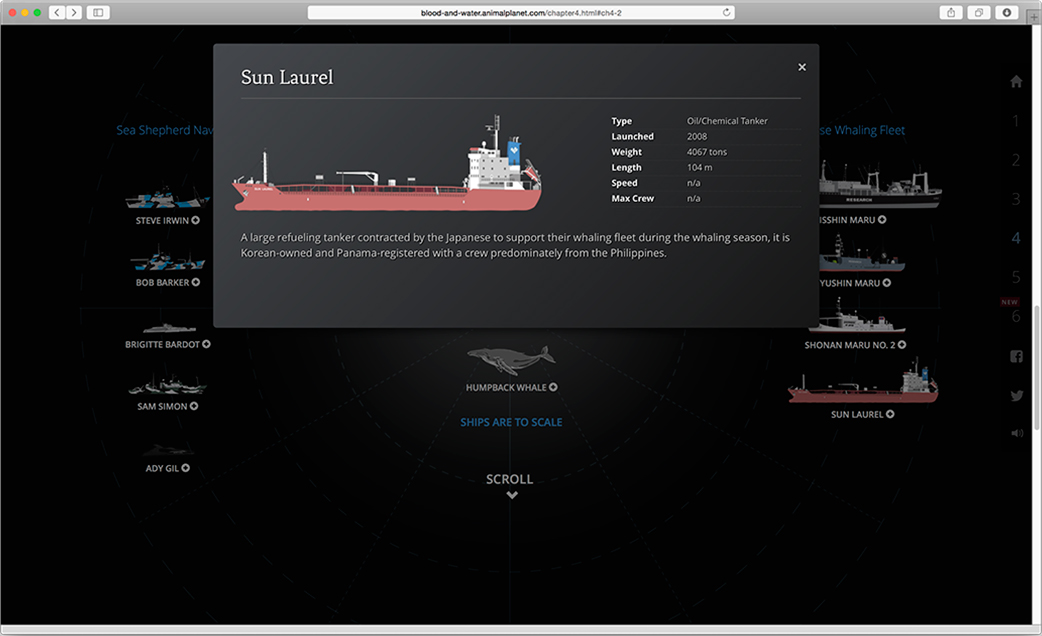 blood-and-water.animalplanet.com/chapter4.html#ch4-2
Sun Laurel
Type Oil/Chemical Tanker
Launched 2008
Weight 4067 tons
Length 104 m
Speed n/a
Max Crew n/a
A large refueling tanker contracted by the Japanese to support their whaling fleet during the whaling season, it is
Korean-owned and Panama-registered with a crew predominately from the Philippines.
Sea Shepherd Nav
STEVE IRWIN
BOB BARKER
BRIGITTE BARDOT
SAM SIMON
ADY GIL
HUMPBACK WHALE
SHIPS ARE TO SCALE
SCROLL
se Whaling Fleet
RESEARCH
ISSHIN MARU
YUSHIN MARU
SHONAN MARU NO. 2
SUN LAUREL
1
2
3
4
5
NEW
6